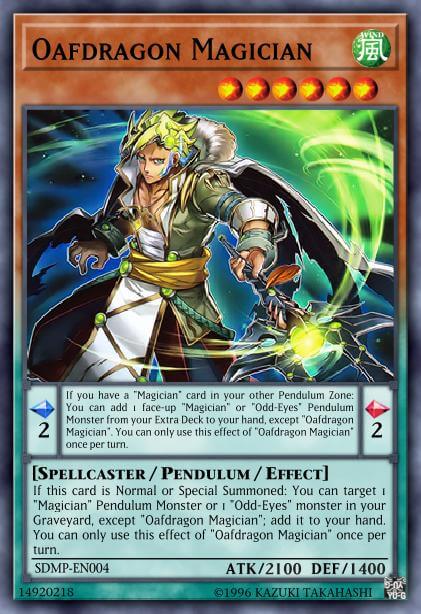 OAFDRAGON MAGICIAN
WIND
風
If you have a "Magician" card in your other Pendulum Zone:
You can add 1 face-up "Magician" or "Odd-Eyes" Pendulum
Monster from your Extra Deck to your hand, except "Oafdragon
Magician". You can only use this effect of "Oafdragon Magician"
once per turn.
2
2
[SPELLCASTER / PENDULUM / EFFECT]
If this card is Normal or Special Summoned: You can target 1
"Magician" Pendulum Monster or 1 "Odd-Eyes" monster in your
Graveyard, except "Oafdragon Magician"; add it to your hand.
You can only use this effect of "Oafdragon Magician" once per
turn.
SDMP-EN004
ATK/2100 DEF/1400
14920218
©1996 KAZUKI TAKAHASHI